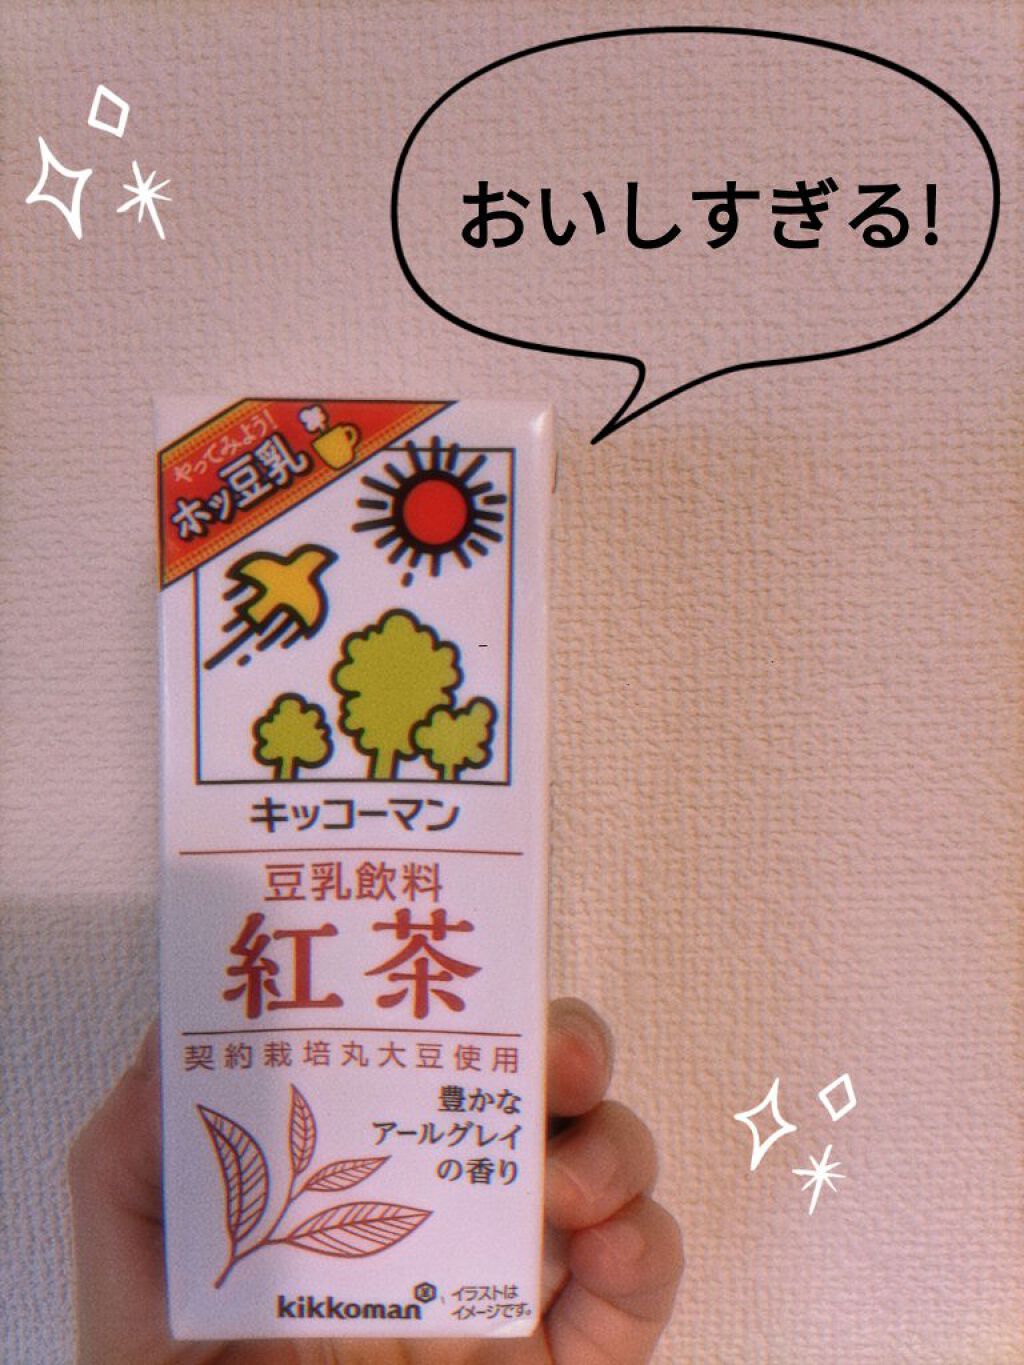 おいしすぎる!
やってみよう!
ホッ豆乳
キッコーマン
豆乳飲料
紅茶
契約栽培丸大豆使用
豊かな
アールグレイ
の香り
kikkoman
イラストは
イメージです。